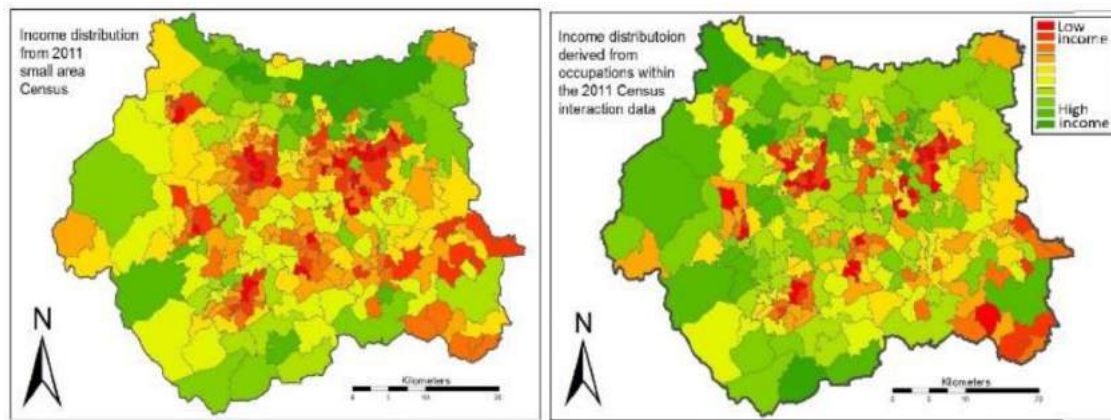 Income distribution
from 2011
small area
Census
N
Kilometers
Income distributoion
derived from
occupations within
the 2011 Census
interaction data
Low
income
High
income
N
Kilometers